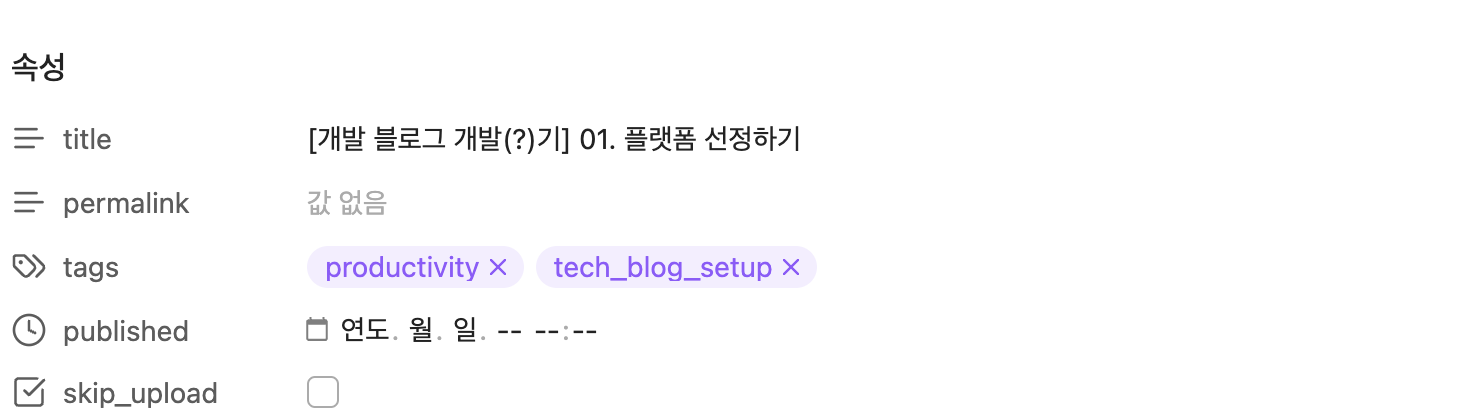 속성
title [개발 블로그 개발(?)기] 01. 플랫폼 선정하기
permalink 값 없음
tags productivity × tech_blog_setup ×
published 연도. 월. 일. -- --:--
skip_upload